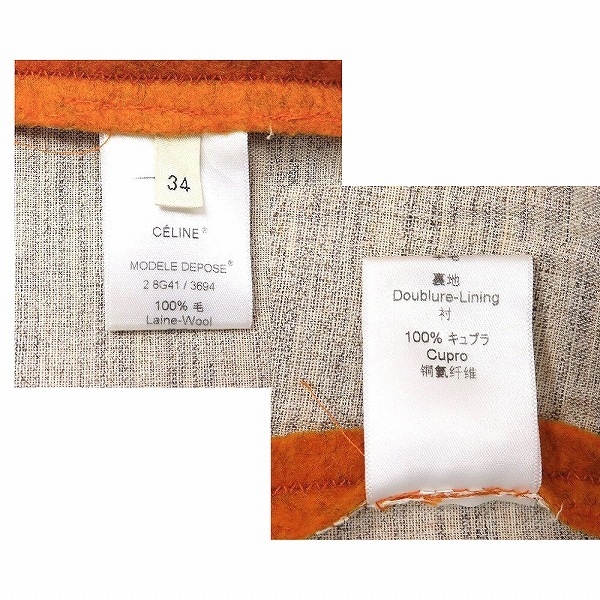 34
CÉLINE®
MODELE DEPOSE®
2 8G41 / 3694
100% 毛
Laine-Wool
裏地
Doublure-Lining
衬
100% キュプラ
Cupro
铜氨纤维